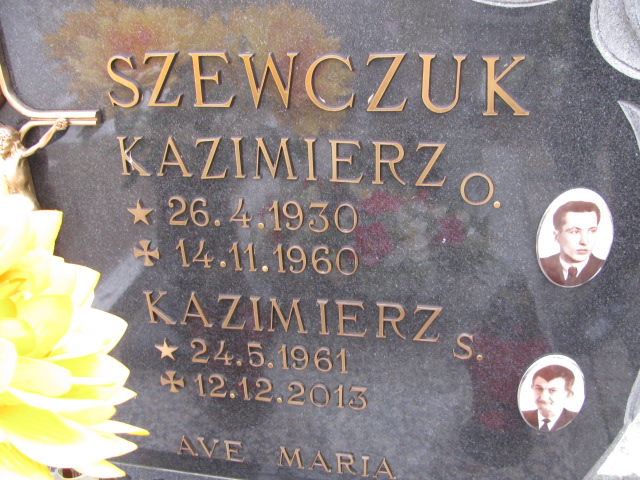 SZEWCZUK
KAZIMIERZ O.
★ 26.4.1930
✠ 14.11.1960
KAZIMIERZ S.
★ 24.5.1961
✠ 12.12.2013
AVE MARIA